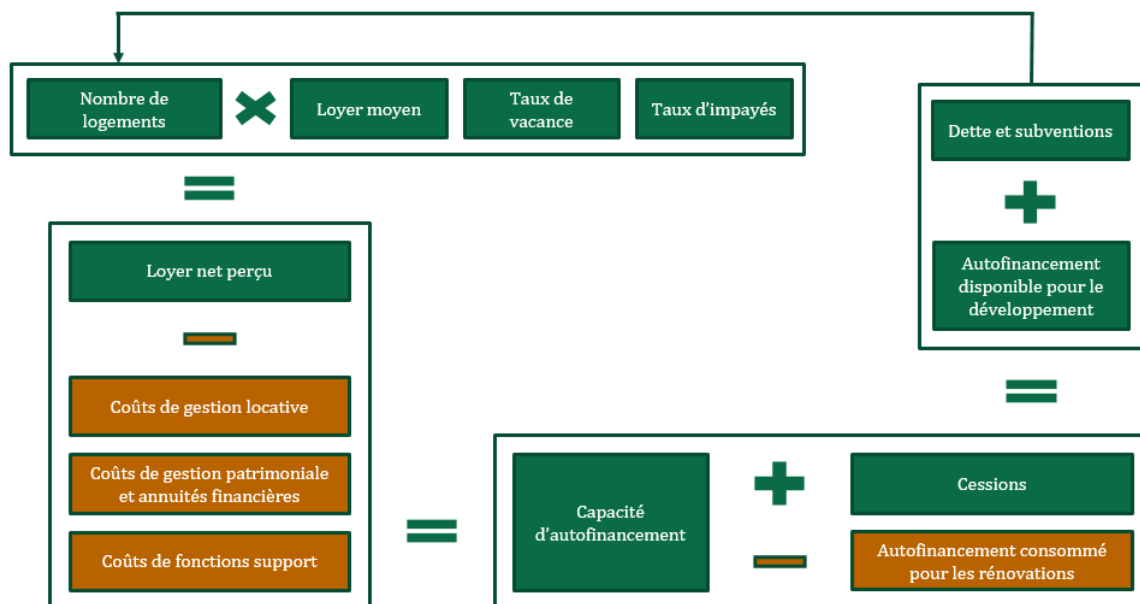 Nombre de
logements
Loyer moyen
Taux de
vacance
Taux d'impayés
Dette et subventions
Autofinancement
disponible pour le
développement
Loyer net perçu
Coûts de gestion locative
Coûts de gestion patrimoniale
et annuités financières
Coûts de fonctions support
Capacité
d'autofinancement
Cessions
Autofinancement consommé
pour les rénovations